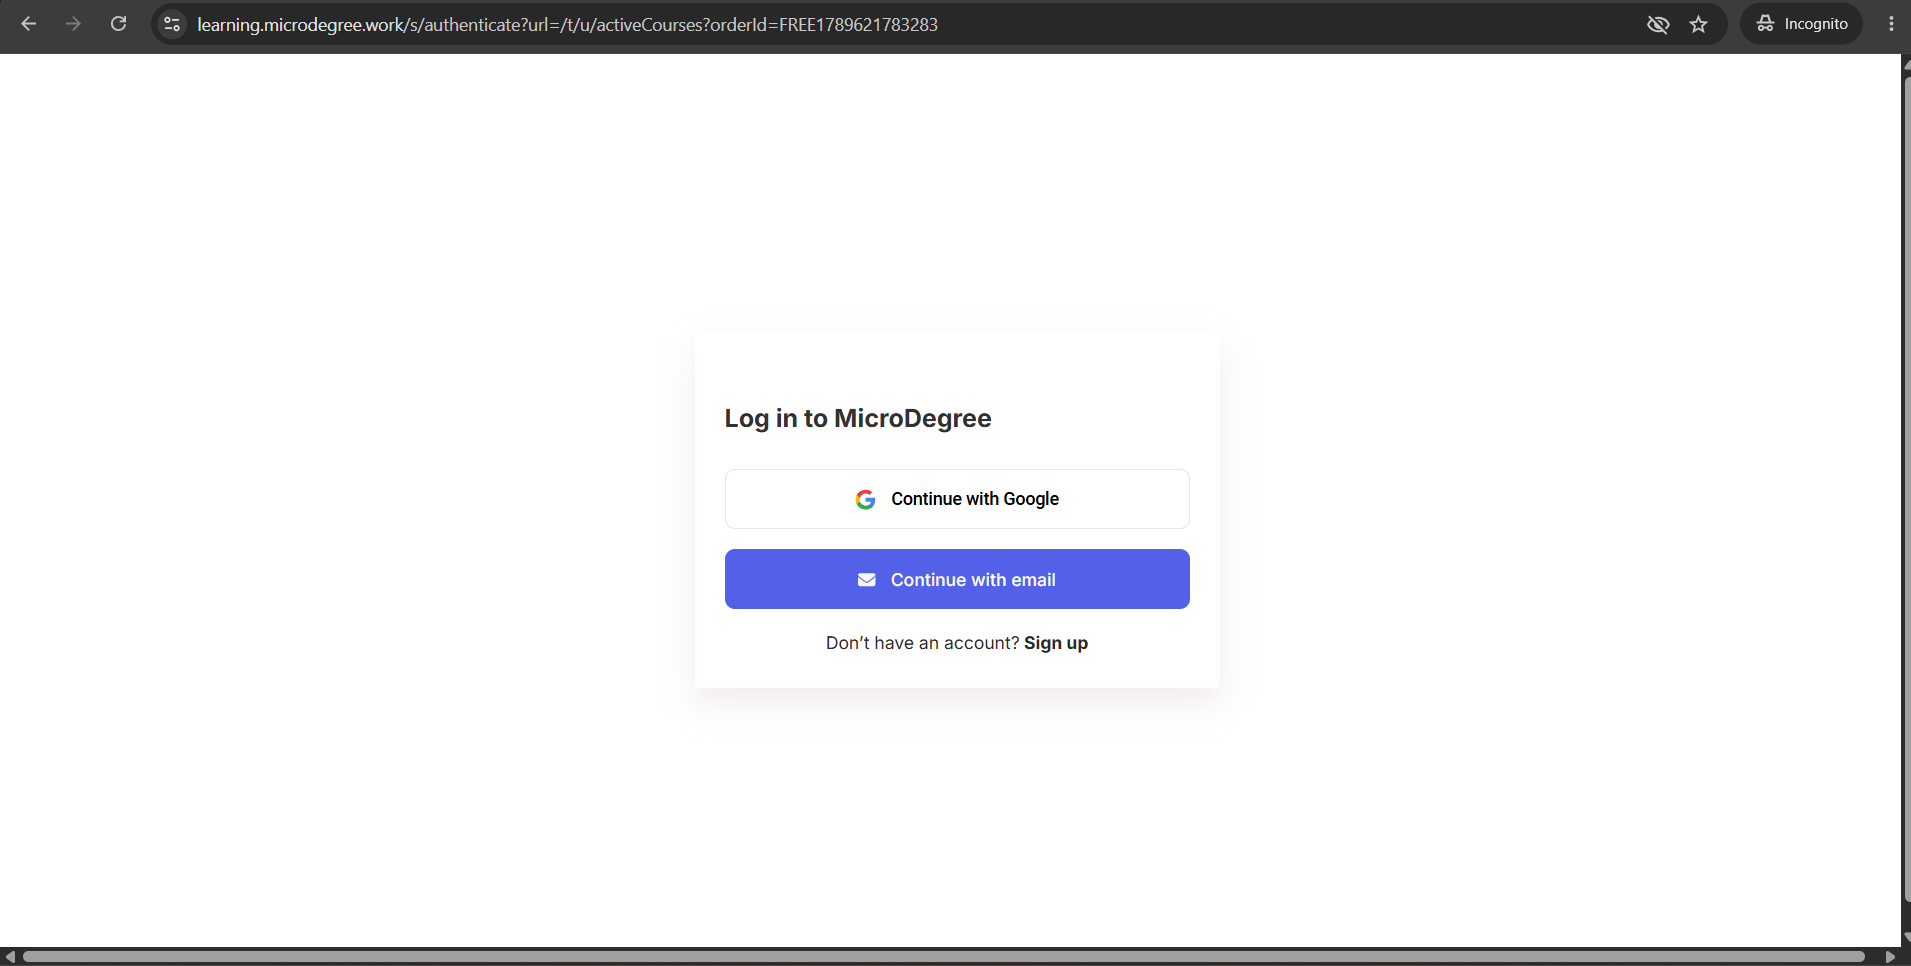 learning.microdegree.work/s/authenticate?url=/t/u/activeCourses?orderId=FREE1789621783283
Incognito
Log in to MicroDegree
Continue with Google
Continue with email
Don’t have an account? Sign up